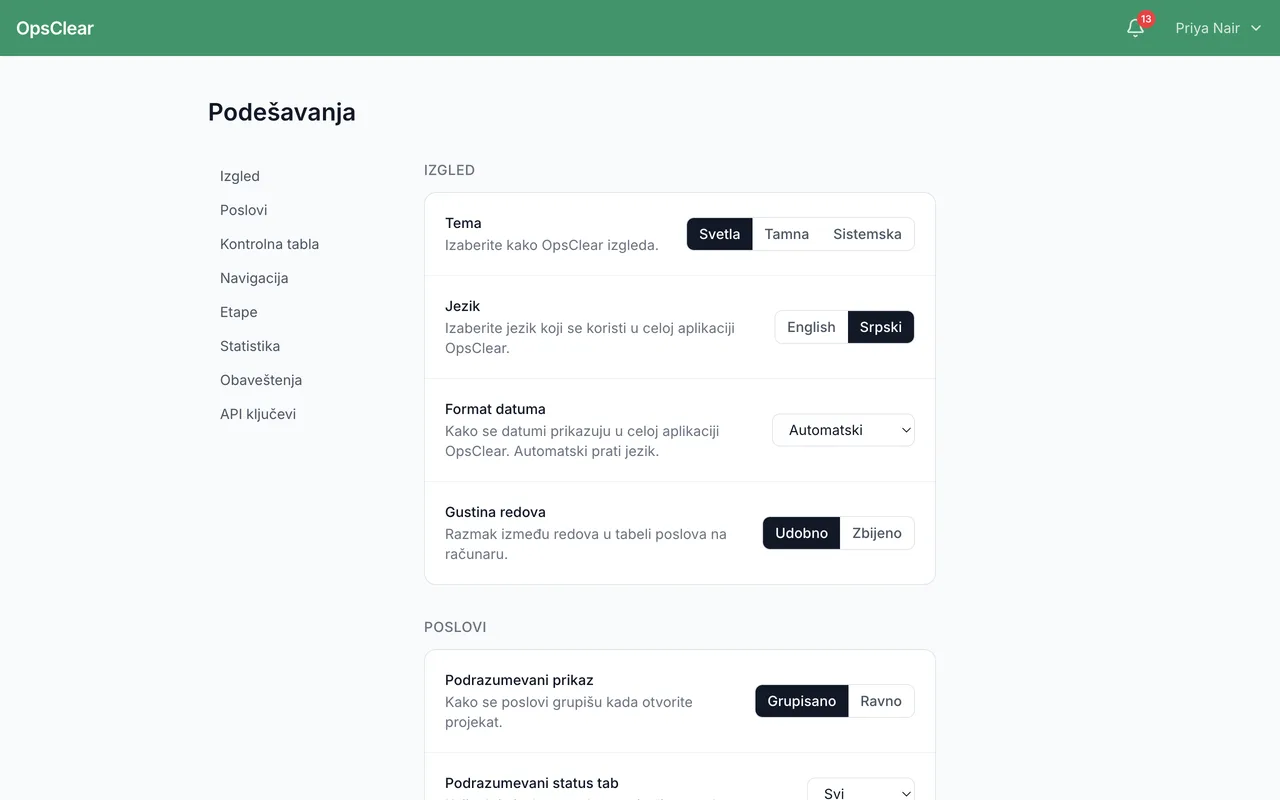 OpsClear
13
Priya Nair
Podešavanja
Izgled
Poslovi
Kontrolna tabla
Navigacija
Etape
Statistika
Obaveštenja
API ključevi
IZGLED
Tema
Izaberite kako OpsClear izgleda.
Svetla
Tamna
Sistemska
Jezik
Izaberite jezik koji se koristi u celoj aplikaciji
OpsClear.
English
Srpski
Format datuma
Kako se datumi prikazuju u celoj aplikaciji
OpsClear. Automatski prati jezik.
Automatski
Gustina redova
Razmak između redova u tabeli poslova na
računaru.
Udobno
Zbijeno
POSLOVI
Podrazumevani prikaz
Kako se poslovi grupišu kada otvorite
projekat.
Grupisano
Ravno
Podrazumevani status tab
Svi